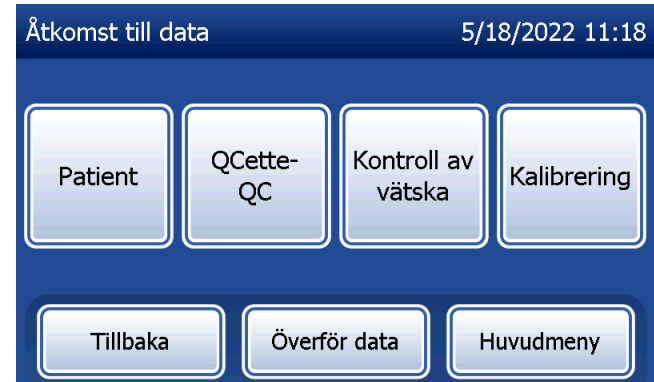 Åtkomst till data 5/18/2022 11:18
Patient
QCette-
QC
Kontroll av
vätska
Kalibrering
Tillbaka
Överför data
Huvudmeny